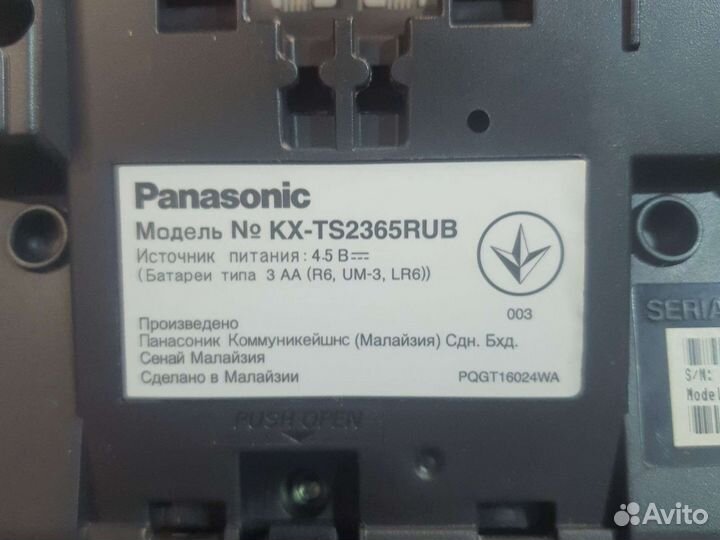 Panasonic
Модель № KX-TS2365RUB
Источник питания: 4.5 В
(Батареи типа 3 AA (R6, UM-3, LR6))
003
Произведено
Панасоник Коммуникейшнс (Малайзия) Сдн. Бхд.
Сенай Малайзия
Сделано в Малайзии
PQGT16024WA
PUSH OPEN
SERIA
S/N:
Model
Avito